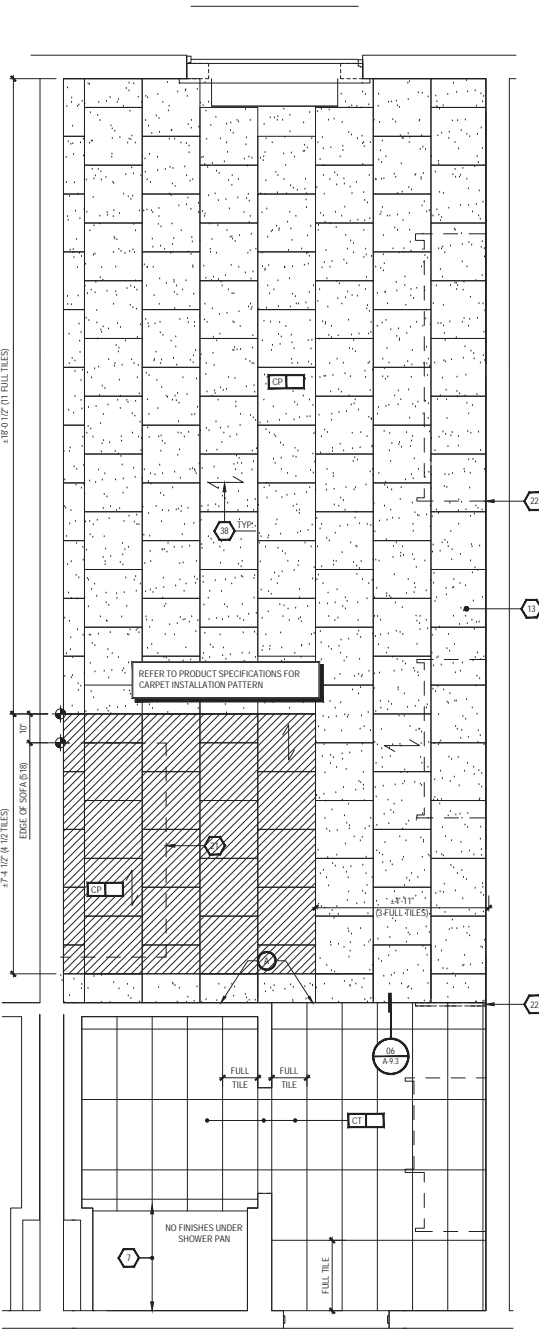 ±18'-0 1/2" (11 FULL TILES)
CP
38
TYP.
22
13
REFER TO PRODUCT SPECIFICATIONS FOR
CARPET INSTALLATION PATTERN
10"
EDGE OF SOFA (518)
±7'-4 1/2" (4 1/2 TILES)
21
CP
±4'-11"
(3 FULL TILES)
A
22
06
A-9.3
FULL
TILE
FULL
TILE
CT
NO FINISHES UNDER
SHOWER PAN
7
FULL TILE